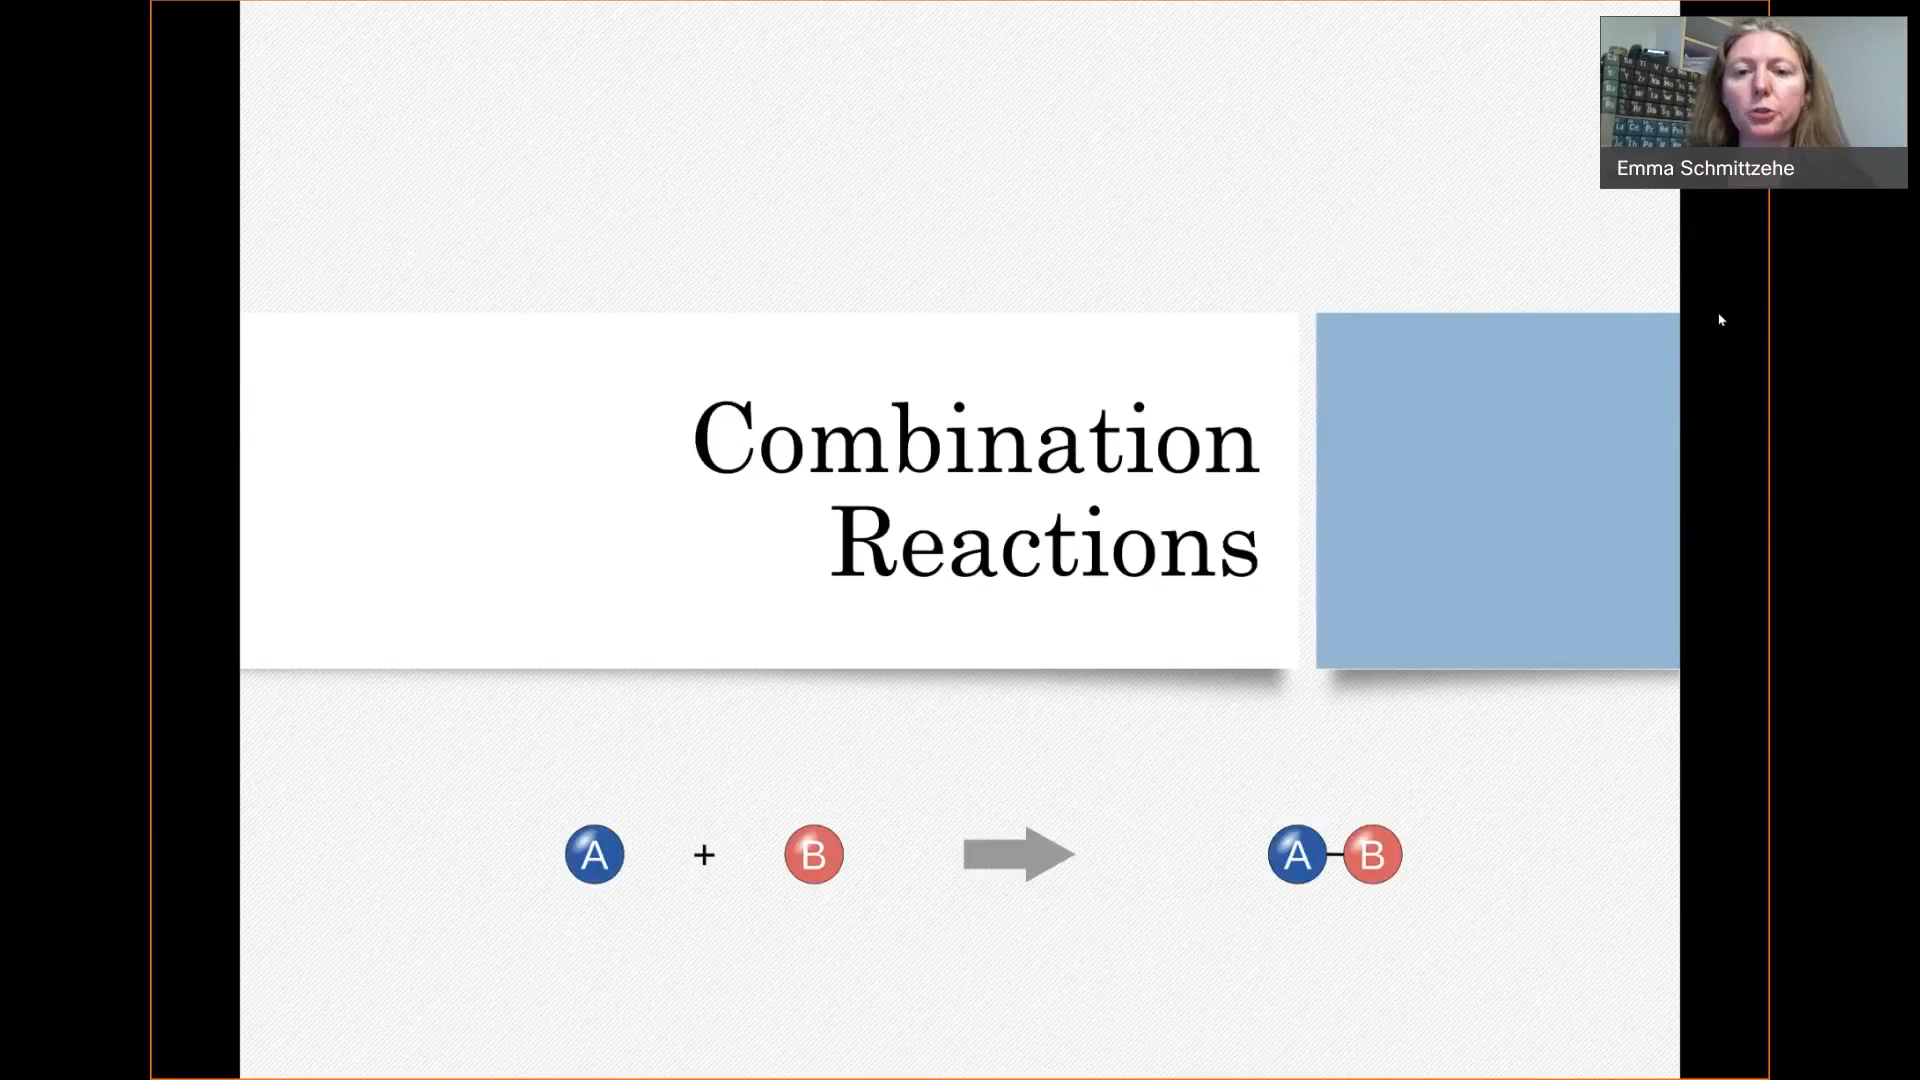 Emma Schmittzehe
Combination
Reactions
A + B A B